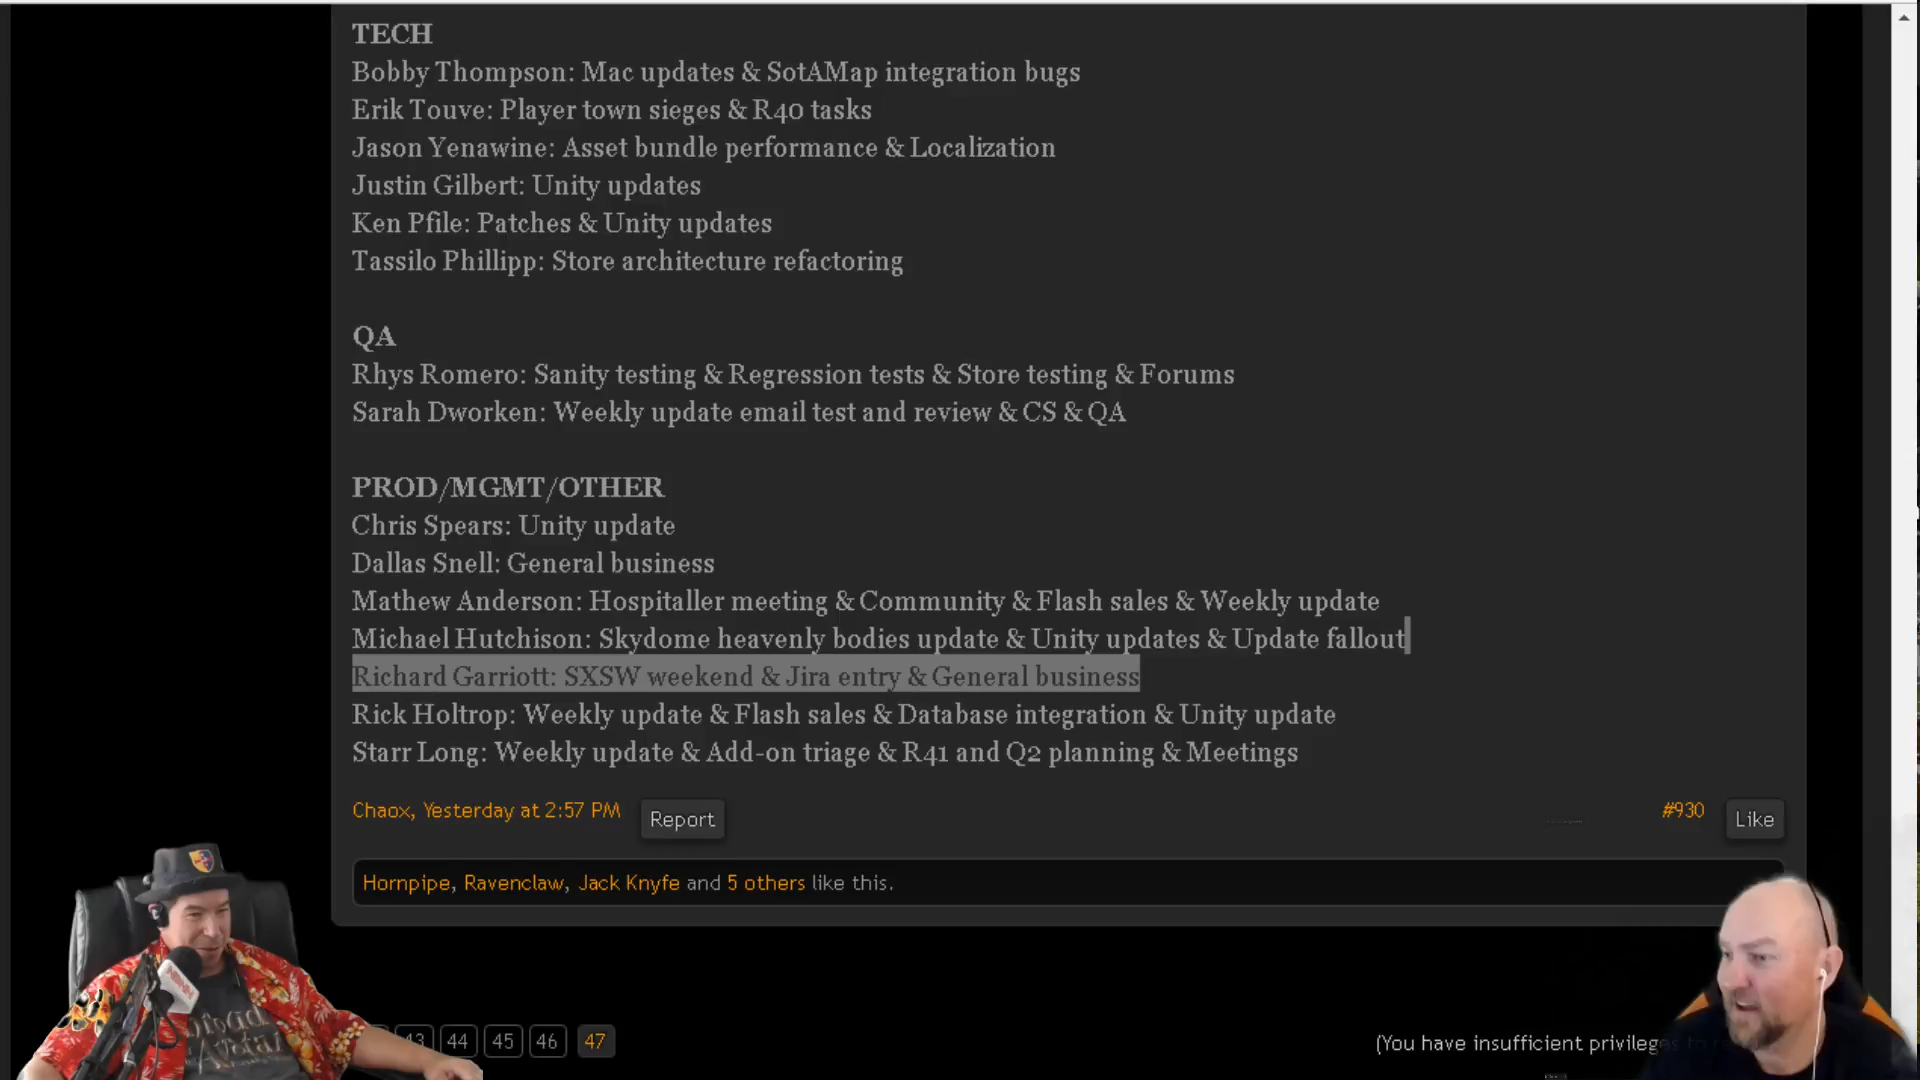 TECH
Bobby Thompson: Mac updates & SotAMap integration bugs
Erik Touve: Player town sieges & R40 tasks
Jason Yenawine: Asset bundle performance & Localization
Justin Gilbert: Unity updates
Ken Pfile: Patches & Unity updates
Tassilo Phillipp: Store architecture refactoring
QA
Rhys Romero: Sanity testing & Regression tests & Store testing & Forums
Sarah Dworken: Weekly update email test and review & CS & QA
PROD/MGMT/OTHER
Chris Spears: Unity update
Dallas Snell: General business
Mathew Anderson: Hospitaller meeting & Community & Flash sales & Weekly update
Michael Hutchison: Skydome heavenly bodies update & Unity updates & Update fallout
Richard Garriott: SXSW weekend & Jira entry & General business
Rick Holtrop: Weekly update & Flash sales & Database integration & Unity update
Starr Long: Weekly update & Add-on triage & R41 and Q2 planning & Meetings
Chaox, Yesterday at 2:57 PM Report #930 Like
Hornpipe, Ravenclaw, Jack Knyfe and 5 others like this.
43 44 45 46 47
(You have insufficient privileges to